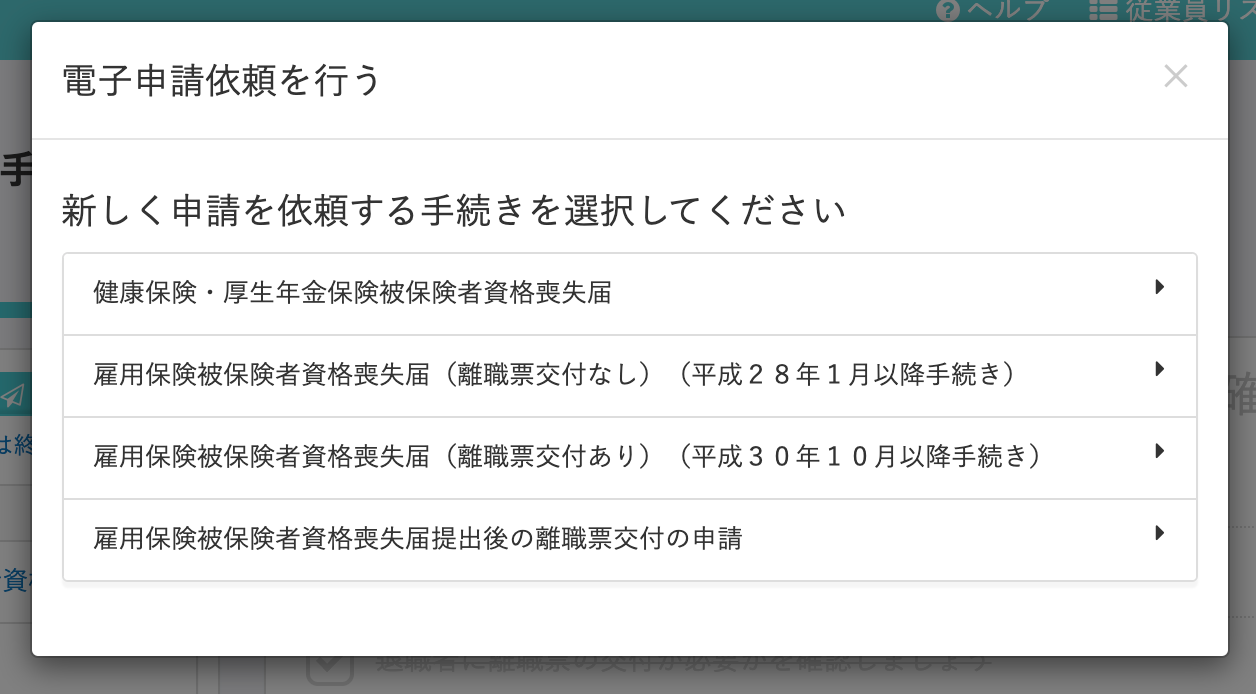 ヘルプ
従業員リス
電子申請依頼を行う
手
新しく申請を依頼する手続きを選択してください
健康保険・厚生年金保険被保険者資格喪失届
雇用保険被保険者資格喪失届（離職票交付なし）（平成２８年１月以降手続き）
雇用保険被保険者資格喪失届（離職票交付あり）（平成３０年１０月以降手続き）
雇用保険被保険者資格喪失届提出後の離職票交付の申請
は終
確
資格
退職者に離職票の交付が必要かを確認しましょう